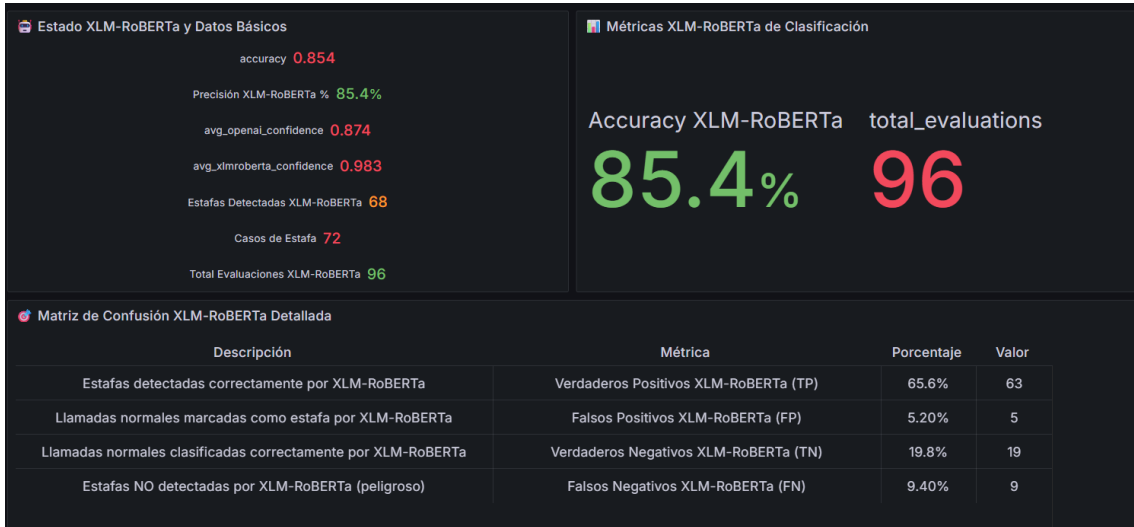 Estado XLM-RoBERTa y Datos Básicos
accuracy 0.854
Precisión XLM-RoBERTa % 85.4%
avg_openai_confidence 0.874
avg_xlmroberta_confidence 0.983
Estafas Detectadas XLM-RoBERTa 68
Casos de Estafa 72
Total Evaluaciones XLM-RoBERTa 96
Métricas XLM-RoBERTa de Clasificación
Accuracy XLM-RoBERTa total_evaluations
85.4% 96
Matriz de Confusión XLM-RoBERTa Detallada
Descripción Métrica Porcentaje Valor
Estafas detectadas correctamente por XLM-RoBERTa Verdaderos Positivos XLM-RoBERTa (TP) 65.6% 63
Llamadas normales marcadas como estafa por XLM-RoBERTa Falsos Positivos XLM-RoBERTa (FP) 5.20% 5
Llamadas normales clasificadas correctamente por XLM-RoBERTa Verdaderos Negativos XLM-RoBERTa (TN) 19.8% 19
Estafas NO detectadas por XLM-RoBERTa (peligroso) Falsos Negativos XLM-RoBERTa (FN) 9.40% 9